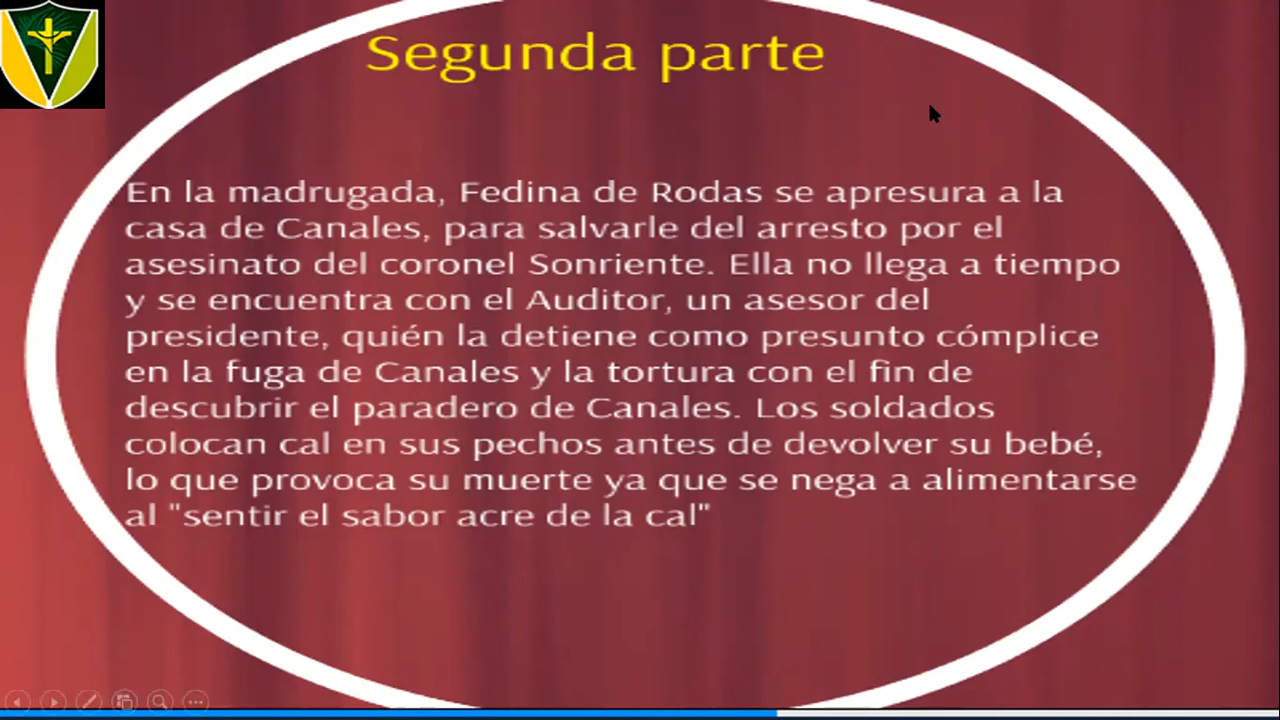 Segunda parte
En la madrugada, Fedina de Rodas se apresura a la
casa de Canales, para salvarle del arresto por el
asesinato del coronel Sonriente. Ella no llega a tiempo
y se encuentra con el Auditor, un asesor del
presidente, quién la detiene como presunto cómplice
en la fuga de Canales y la tortura con el fin de
descubrir el paradero de Canales. Los soldados
colocan cal en sus pechos antes de devolver su bebé,
lo que provoca su muerte ya que se nega a alimentarse
al "sentir el sabor acre de la cal"